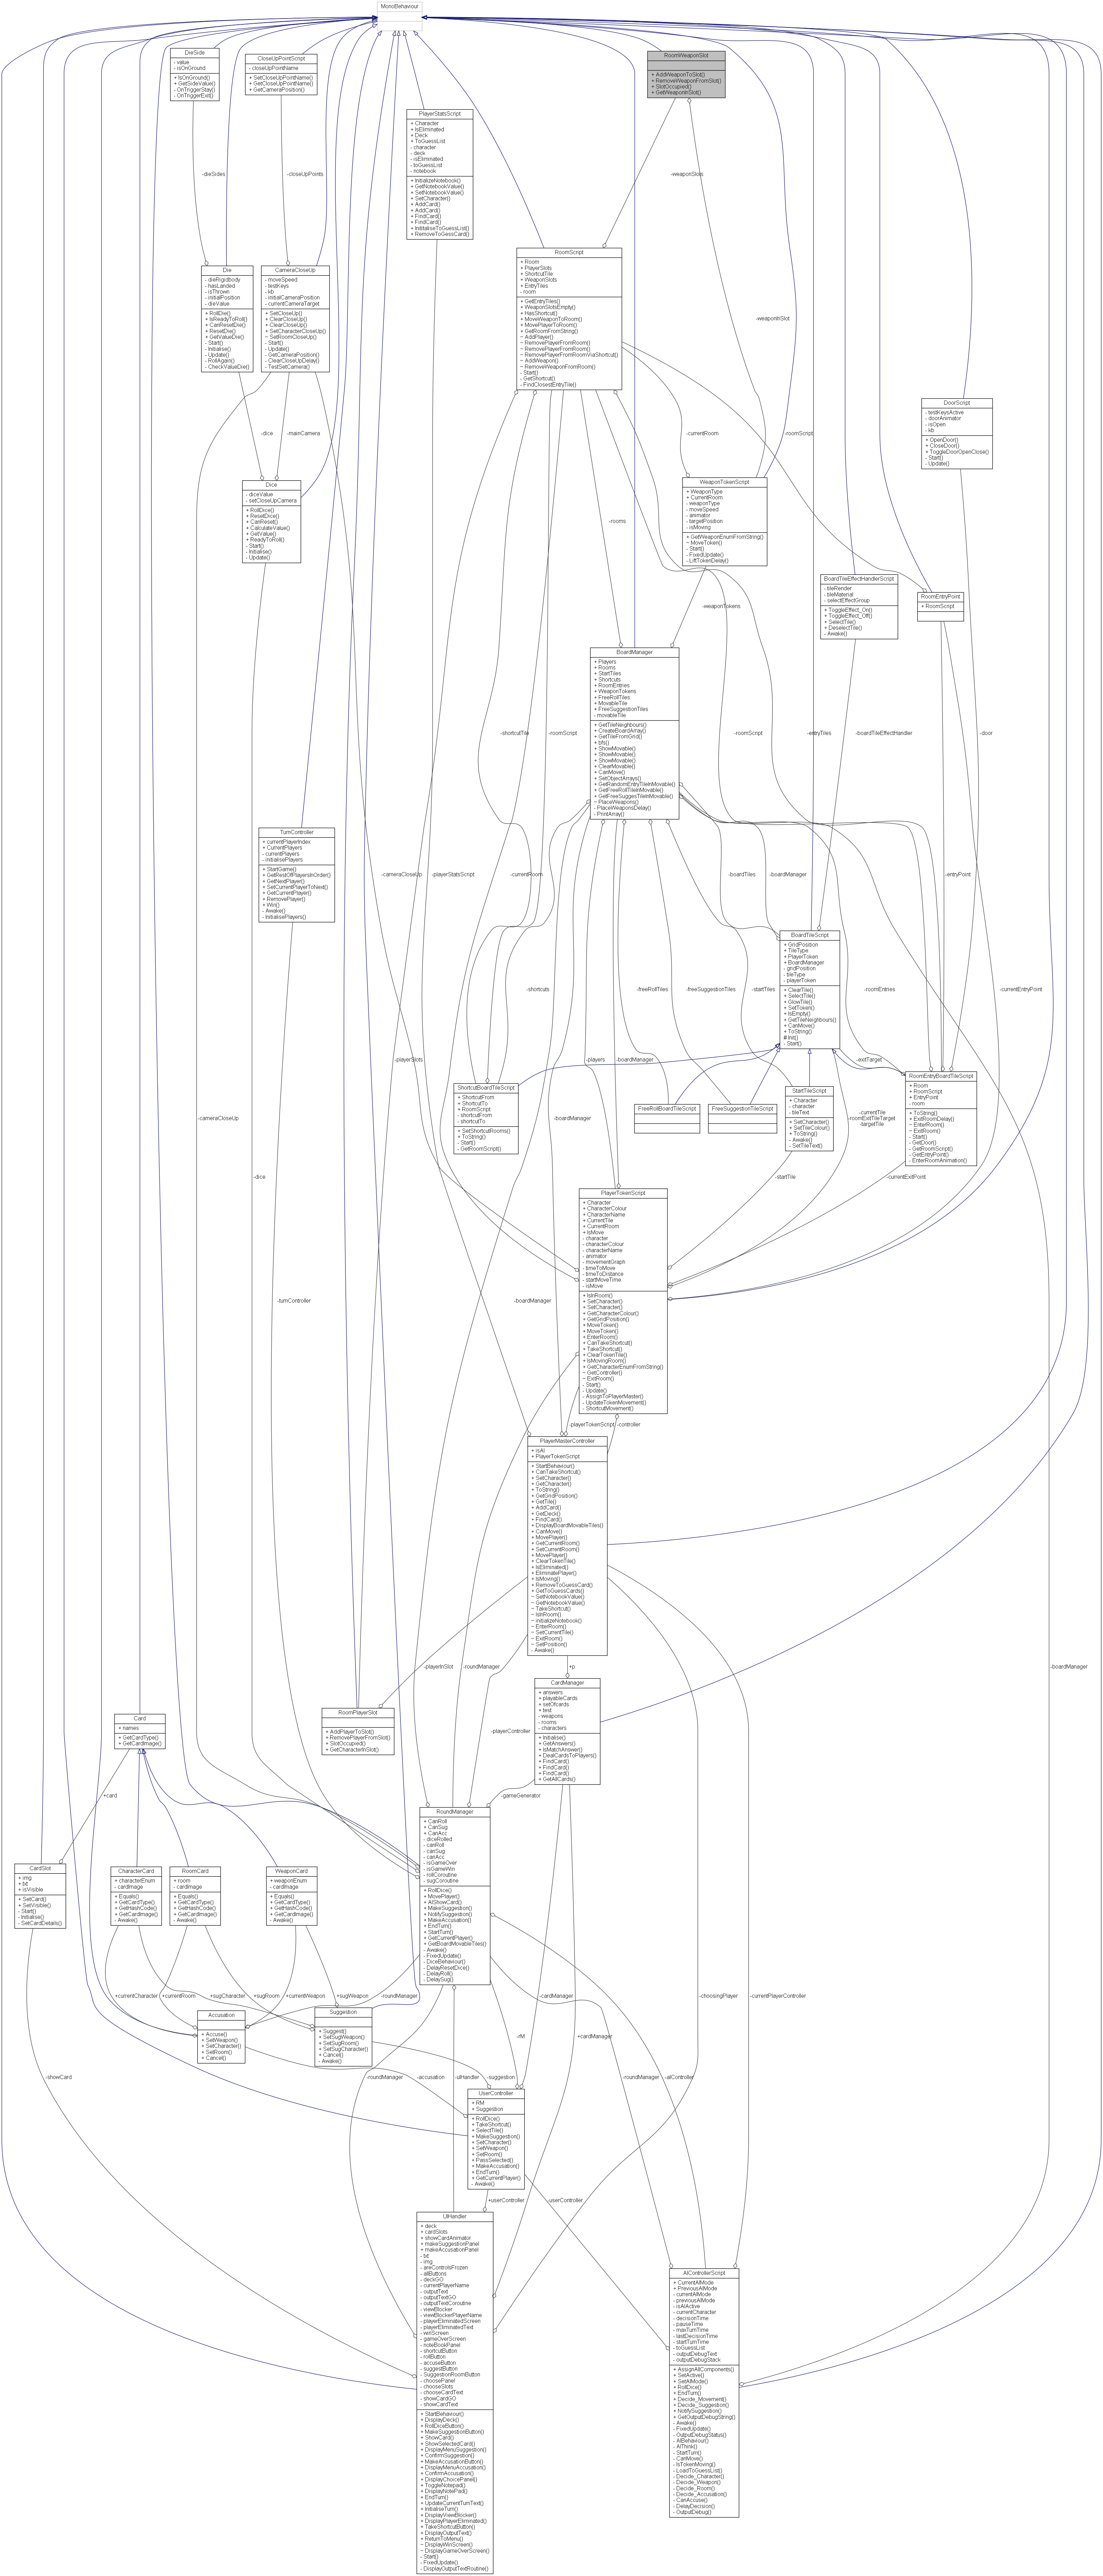 MonoBehaviour
DieSide
- value
- isOnGround
+ IsOnGround()
+ GetSideValue()
- OnTriggerStay()
- OnTriggerExit()
CloseUpPointScript
- closeUpPointName
+ SetCloseUpPointName()
+ GetCloseUpPointName()
+ GetCameraPosition()
RoomWeaponSlot
+ AddWeaponToSlot()
+ RemoveWeaponFromSlot()
+ SlotOccupied()
+ GetWeaponInSlot()
PlayerStatsScript
+ Character
+ IsEliminated
+ Deck
+ ToGuessList
- character
- deck
- isEliminated
- toGuessList
- notebook
+ InitializeNotebook()
+ GetNotebookValue()
+ SetNotebookValue()
+ SetCharacter()
+ AddCard()
+ AddCard()
+ FindCard()
+ FindCard()
+ InititaliseToGuessList()
+ RemoveToGessCard()
-dieSides
-closeUpPoints
-weaponSlots
RoomScript
+ Room
+ PlayerSlots
+ ShortcutTile
+ WeaponSlots
+ EntryTiles
- room
+ GetEntryTiles()
+ WeaponSlotsEmpty()
+ HasShortcut()
+ MoveWeaponToRoom()
+ MovePlayerToRoom()
+ GetRoomFromString()
~ AddPlayer()
~ RemovePlayerFromRoom()
~ RemovePlayerFromRoom()
~ RemovePlayerFromRoomViaShortcut()
~ AddWeapon()
~ RemoveWeaponFromRoom()
- Start()
- GetShortcut()
- FindClosestEntryTile()
Die
- dieRigidbody
- hasLanded
- isThrown
- initialPosition
- dieValue
+ RollDie()
+ IsReadyToRoll()
+ CanResetDie()
+ ResetDie()
+ GetValueDie()
- Start()
- Initialise()
- Update()
- RollAgain()
- CheckValueDie()
CameraCloseUp
- moveSpeed
- testKeys
- kb
- initialCameraPosition
- currentCameraTarget
+ SetCloseUp()
+ ClearCloseUp()
+ ClearCloseUp()
+ SetCharacterCloseUp()
~ SetRoomCloseUp()
- Start()
- Update()
- GetCameraPosition()
- ClearCloseUpDelay()
- TestSetCamera()
-weaponInSlot
DoorScript
- testKeysActive
- doorAnimator
- isOpen
- kb
+ OpenDoor()
+ CloseDoor()
+ ToggleDoorOpenClose()
- Start()
- Update()
-dice
-mainCamera
-currentRoom
-roomScript
WeaponTokenScript
+ WeaponType
+ CurrentRoom
- weaponType
- moveSpeed
- animator
- targetPosition
- isMoving
+ GetWeaponEnumFromString()
~ MoveToken()
- Start()
- FixedUpdate()
- LiftTokenDelay()
Dice
- diceValue
- setCloseUpCamera
+ RollDice()
+ ResetDice()
+ CanReset()
+ CalculateValue()
+ GetValue()
+ ReadyToRoll()
- Start()
- Initialise()
- Update()
-rooms
BoardTileEffectHandlerScript
- tileRender
- tileMaterial
- selectEffectGroup
+ ToggleEffect_On()
+ ToggleEffect_Off()
+ SelectTile()
+ DeselectTile()
- Awake()
RoomEntryPoint
+ RoomScript
-weaponTokens
BoardManager
+ Players
+ Rooms
+ StartTiles
+ Shortcuts
+ RoomEntries
+ WeaponTokens
+ FreeRollTiles
+ MovableTile
+ FreeSuggestionTiles
- movableTile
+ GetTileNeighbours()
+ CreateBoardArray()
+ GetTileFromGrid()
+ bfs()
+ ShowMovable()
+ ShowMovable()
+ ShowMovable()
+ ClearMovable()
+ CanMove()
+ SetObjectArrays()
+ GetRandomEntryTileInMovable()
+ GetFreeRollTileInMovable()
+ GetFreeSuggesTileInMovable()
~ PlaceWeapons()
- PlaceWeaponsDelay()
- PrintArray()
-shortcutTile
-roomScript
-roomScript
-entryTiles
-boardTileEffectHandler
-door
TurnController
+ currentPlayerIndex
+ CurrentPlayers
- currentPlayers
- initialisePlayers
+ StartGame()
+ GetRestOfPlayersInOrder()
+ GetNextPlayer()
+ SetCurrentPlayerToNext()
+ GetCurrentPlayer()
+ RemovePlayer()
+ Win()
- Awake()
- InitialisePlayers()
-cameraCloseUp
-playerStatsScript
-currentRoom
-boardTiles
-boardManager
-entryPoint
BoardTileScript
+ GridPosition
+ TileType
+ PlayerToken
+ BoardManager
- gridPosition
- tileType
- playerToken
+ ClearTile()
+ SelectTile()
+ GlowTile()
+ SetToken()
+ IsEmpty()
+ GetTileNeighbours()
+ CanMove()
+ ToString()
# Init()
- Start()
-shortcuts
-freeRollTiles
-freeSuggestionTiles
-startTiles
-roomEntries
-currentEntryPoint
-playerSlots
-players
-boardManager
-exitTarget
-cameraCloseUp
ShortcutBoardTileScript
+ ShortcutFrom
+ ShortcutTo
+ RoomScript
- shortcutFrom
- shortcutTo
+ SetShortcutRooms()
+ ToString()
- Start()
- GetRoomScript()
-boardManager
FreeRollBoardTileScript
FreeSuggestionTileScript
StartTileScript
+ Character
- character
- tileText
+ SetCharacter()
+ SetTileColour()
+ ToString()
- Awake()
- SetTileText()
-currentTile
-roomExitTileTarget
-targetTile
RoomEntryBoardTileScript
+ Room
+ RoomScript
+ EntryPoint
- room
+ ToString()
+ ExitRoomDelay()
~ EnterRoom()
~ ExitRoom()
- Start()
- GetDoor()
- GetRoomScript()
- GetEntryPoint()
- EnterRoomAnimation()
-dice
-startTile
-currentExitPoint
PlayerTokenScript
+ Character
+ CharacterColour
+ CharacterName
+ CurrentTile
+ CurrentRoom
+ IsMove
- character
- characterColour
- characterName
- animator
- movementGraph
- timeToMove
- timeToDistance
- startMoveTime
- isMove
+ IsInRoom()
+ SetCharacter()
+ SetCharacter()
+ GetCharacterColour()
+ GetGridPosition()
+ MoveToken()
+ MoveToken()
+ EnterRoom()
+ CanTakeShortcut()
+ TakeShortcut()
+ ClearTokenTile()
+ IsMovingRoom()
+ GetCharacterEnumFromString()
~ GetController()
~ ExitRoom()
- Start()
- Update()
- AssignToPlayerMaster()
- UpdateTokenMovement()
- ShortcutMovement()
-turnController
-boardManager
-playerTokenScript
-controller
PlayerMasterController
+ isAI
+ PlayerTokenScript
+ StartBehaviour()
+ CanTakeShortcut()
+ SetCharacter()
+ GetCharacter()
+ ToString()
+ GetGridPosition()
+ GetTile()
+ AddCard()
+ GetDeck()
+ FindCard()
+ DisplayBoardMovableTiles()
+ CanMove()
+ MovePlayer()
+ GetCurrentRoom()
+ SetCurrentRoom()
+ MovePlayer()
+ ClearTokenTile()
+ IsEliminated()
+ EliminatePlayer()
+ IsMoving()
+ RemoveToGuessCard()
+ GetToGuessCards()
~ SetNotebookValue()
~ GetNotebookValue()
~ TakeShortcut()
~ IsInRoom()
~ initializeNotebook()
~ EnterRoom()
~ SetCurrentTile()
~ ExitRoom()
~ SetPosition()
- Awake()
-playerInSlot
-roundManager
+p
-boardManager
RoomPlayerSlot
+ AddPlayerToSlot()
+ RemovePlayerFromSlot()
+ SlotOccupied()
+ GetCharacterInSlot()
Card
+ names
+ GetCardType()
+ GetCardImage()
-playerController
CardManager
+ answers
+ playableCards
+ setOfcards
+ test
- weapons
- rooms
- characters
+ Initialise()
+ GetAnswers()
+ IsMatchAnswer()
+ DealCardsToPlayers()
+ FindCard()
+ FindCard()
+ FindCard()
+ GetAllCards()
+card
-gameGenerator
RoundManager
+ CanRoll
+ CanSug
+ CanAcc
- diceRolled
- canRoll
- canSug
- canAcc
- isGameOver
- isGameWin
- rollCoroutine
- sugCoroutine
+ RollDice()
+ MovePlayer()
+ AIShowCard()
+ MakeSuggestion()
+ NotifySuggestion()
+ MakeAccusation()
+ EndTurn()
+ StartTurn()
+ GetCurrentPlayer()
+ GetBoardMovableTiles()
- Awake()
- FixedUpdate()
- DiceBehaviour()
- DelayResetDice()
- DelayRoll()
- DelaySug()
CardSlot
+ img
+ txt
+ isVisible
+ SetCard()
+ SetVisible()
- Start()
- Initialise()
- SetCardDetails()
CharacterCard
+ characterEnum
- cardImage
+ Equals()
+ GetCardType()
+ GetHashCode()
+ GetCardImage()
- Awake()
RoomCard
+ room
- cardImage
+ Equals()
+ GetCardType()
+ GetHashCode()
+ GetCardImage()
- Awake()
WeaponCard
+ weaponEnum
- cardImage
+ Equals()
+ GetCardType()
+ GetHashCode()
+ GetCardImage()
- Awake()
+currentCharacter
+currentRoom
+sugCharacter
+sugRoom
+currentWeapon
+sugWeapon
-roundManager
-cardManager
+cardManager
-choosingPlayer
-currentPlayerController
Accusation
+ Accuse()
+ SetWeapon()
+ SetCharacter()
+ SetRoom()
+ Cancel()
Suggestion
+ Suggest()
+ SetSugWeapon()
+ SetSugRoom()
+ SetSugCharacter()
+ Cancel()
- Awake()
-rM
-showCard
-roundManager
-accusation
-uIHandler
-suggestion
-roundManager
-aIController
UserController
+ RM
+ Suggestion
+ RollDice()
+ TakeShortcut()
+ SelectTile()
+ MakeSuggestion()
+ SetCharacter()
+ SetWeapon()
+ SetRoom()
+ PassSelected()
+ MakeAccusation()
+ EndTurn()
+ GetCurrentPlayer()
- Awake()
+userController
-userController
UIHandler
+ deck
+ cardSlots
+ showCardAnimator
+ makeSuggestionPanel
+ makeAccusationPanel
- txt
- img
- areControlsFrozen
- allButtons
- deckGO
- currentPlayerName
- outputText
- outputTextGO
- outputTextCoroutine
- viewBlocker
- viewBlockerPlayerName
- playerEliminatedScreen
- playerEliminatedText
- winScreen
- gameOverScreen
- noteBookPanel
- shortcutButton
- rollButton
- accuseButton
- suggestButton
- SuggestionRoomButton
- choosePanel
- chooseSlots
- chooseCardText
- showCardGO
- showCardText
+ StartBehaviour()
+ DisplayDeck()
+ RollDiceButton()
+ MakeSuggestionButton()
+ ShowCard()
+ ShowSelectedCard()
+ DisplayMenuSuggestion()
+ ConfirmSuggestion()
+ MakeAccusationButton()
+ DisplayMenuAccusation()
+ ConfirmAccusation()
+ DisplayChoicePanel()
+ ToggleNotepad()
+ DisplayNotePad()
+ EndTurn()
+ UpdateCurrentTurnText()
+ InitialiseTurn()
+ DisplayViewBlocker()
+ DisplayPlayerEliminated()
+ TakeShortcutButton()
+ DisplayOutputText()
+ ReturnToMenu()
~ DisplayWinScreen()
~ DisplayGameOverScreen()
- Start()
- FixedUpdate()
- DisplayOutputTextRoutine()
AIControllerScript
+ CurrentAIMode
+ PreviousAIMode
- currentAIMode
- previousAIMode
- isAIActive
- currentCharacter
- decisionTime
- pauseTime
- maxTurnTime
- lastDecisionTime
- startTurnTime
- toGuessList
- outputDebugText
- outputDebugStack
+ AssignAllComponents()
+ SetActive()
+ SetAIMode()
+ RollDice()
+ EndTurn()
+ Decide_Movement()
+ Decide_Suggestion()
+ NotifySuggestion()
+ GetOutputDebugString()
- Awake()
- FixedUpdate()
- OutputDebugStatus()
- AIBehaviour()
- AIThink()
- StartTurn()
- CanMove()
- IsTokenMoving()
- LoadToGuessList()
- Decide_Character()
- Decide_Weapon()
- Decide_Room()
- Decide_Accusation()
- CanAccuse()
- DelayDecision()
- OutputDebug()